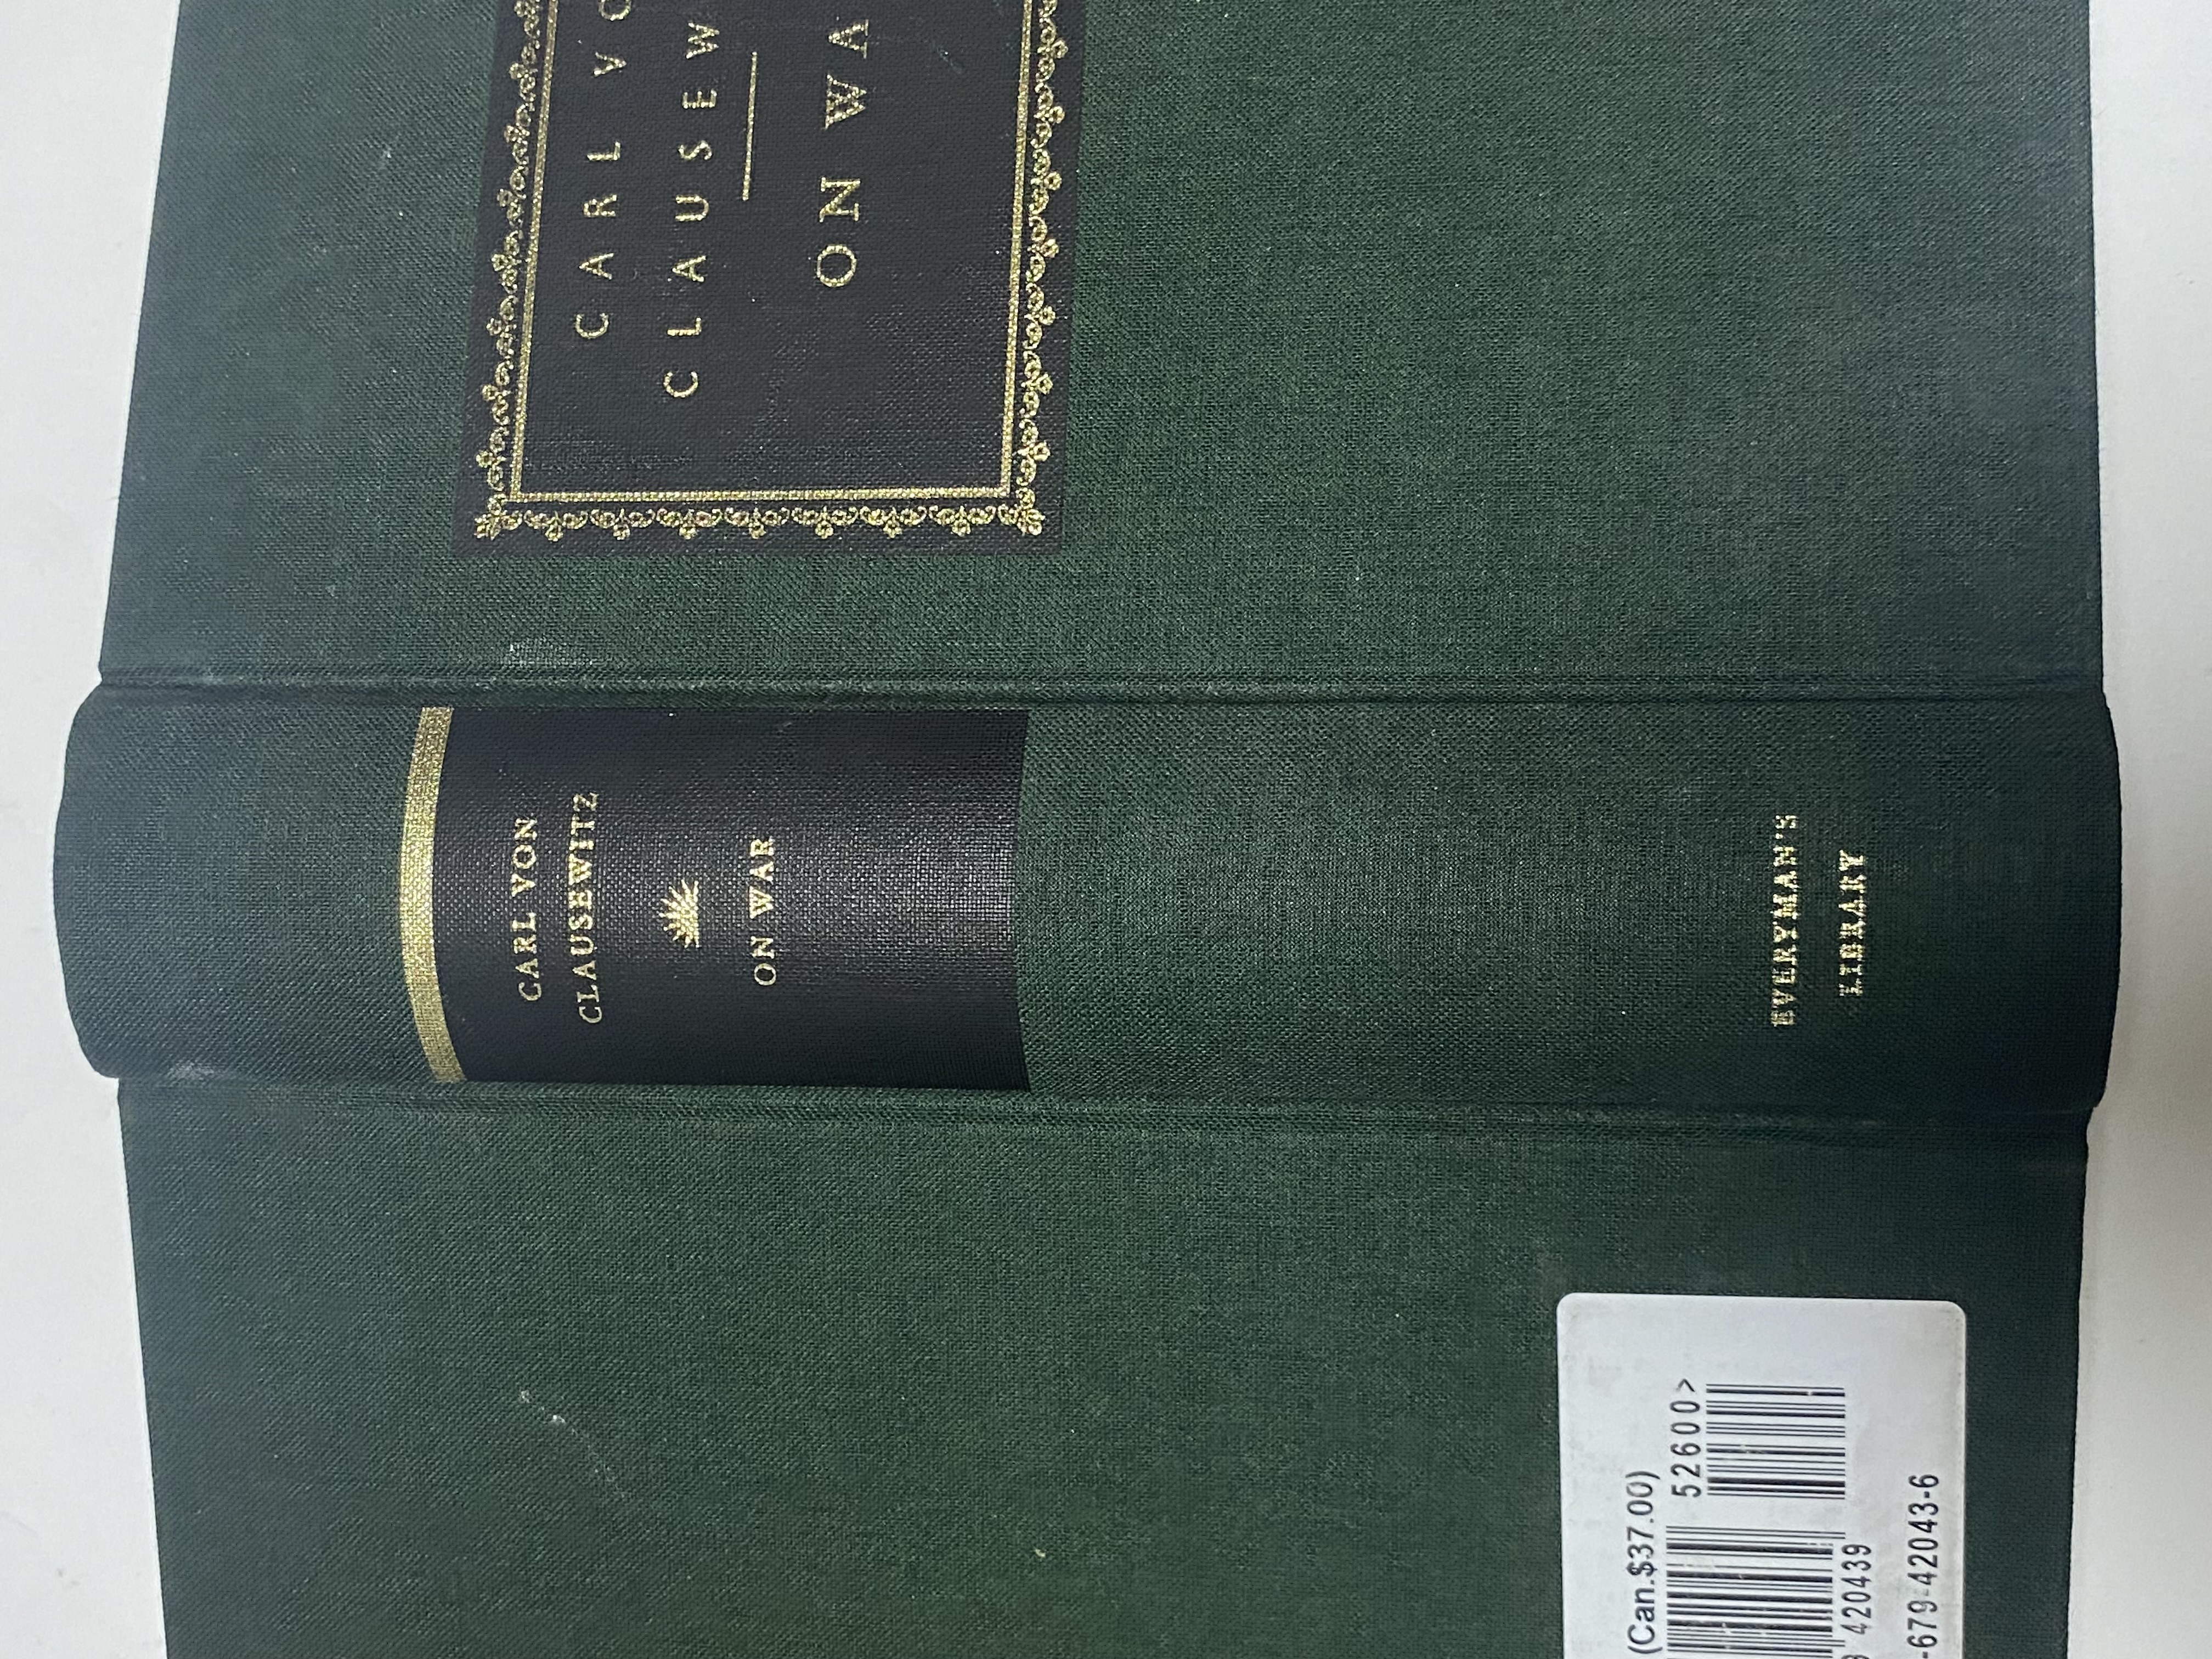 CARL VON
CLAUSEWITZ
ON WAR
EVERYMAN'S
LIBRARY
CARL VO
CLAUSEW
ON WA
(Can.$37.00)
52600>
420439
-679-42043-6